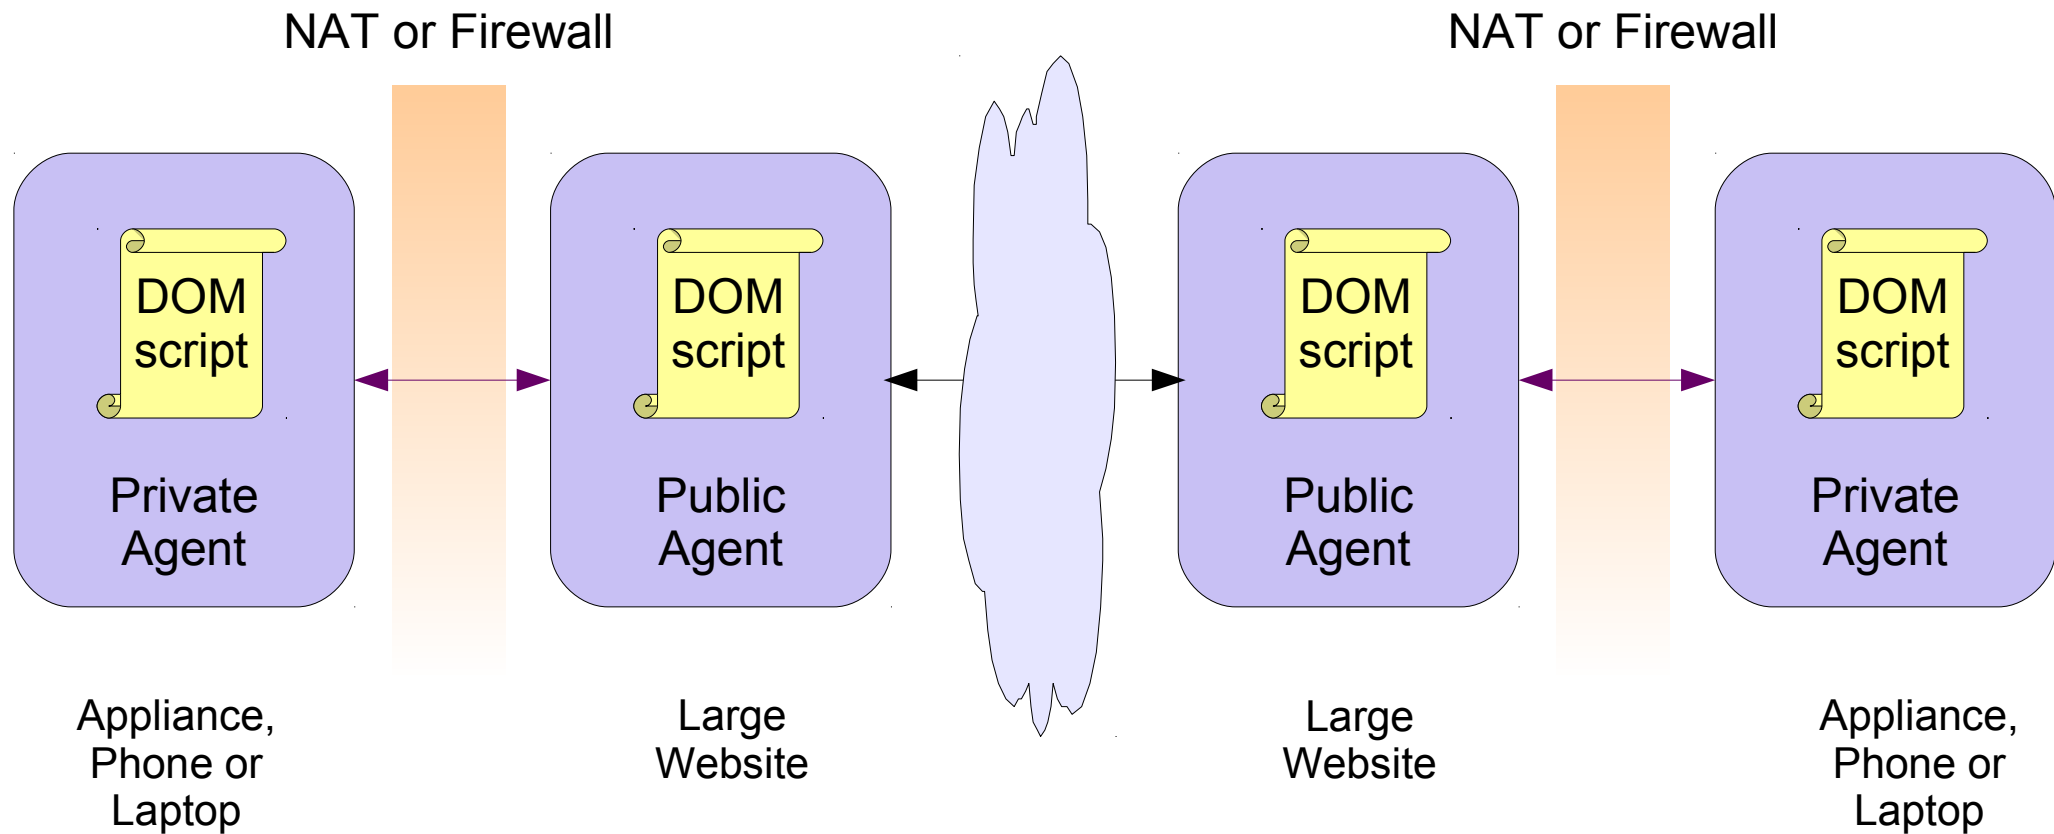 NAT or Firewall
NAT or Firewall
DOM
script
Private
Agent
DOM
script
Public
Agent
DOM
script
Public
Agent
DOM
script
Private
Agent
Appliance,
Phone or
Laptop
Large
Website
Large
Website
Appliance,
Phone or
Laptop